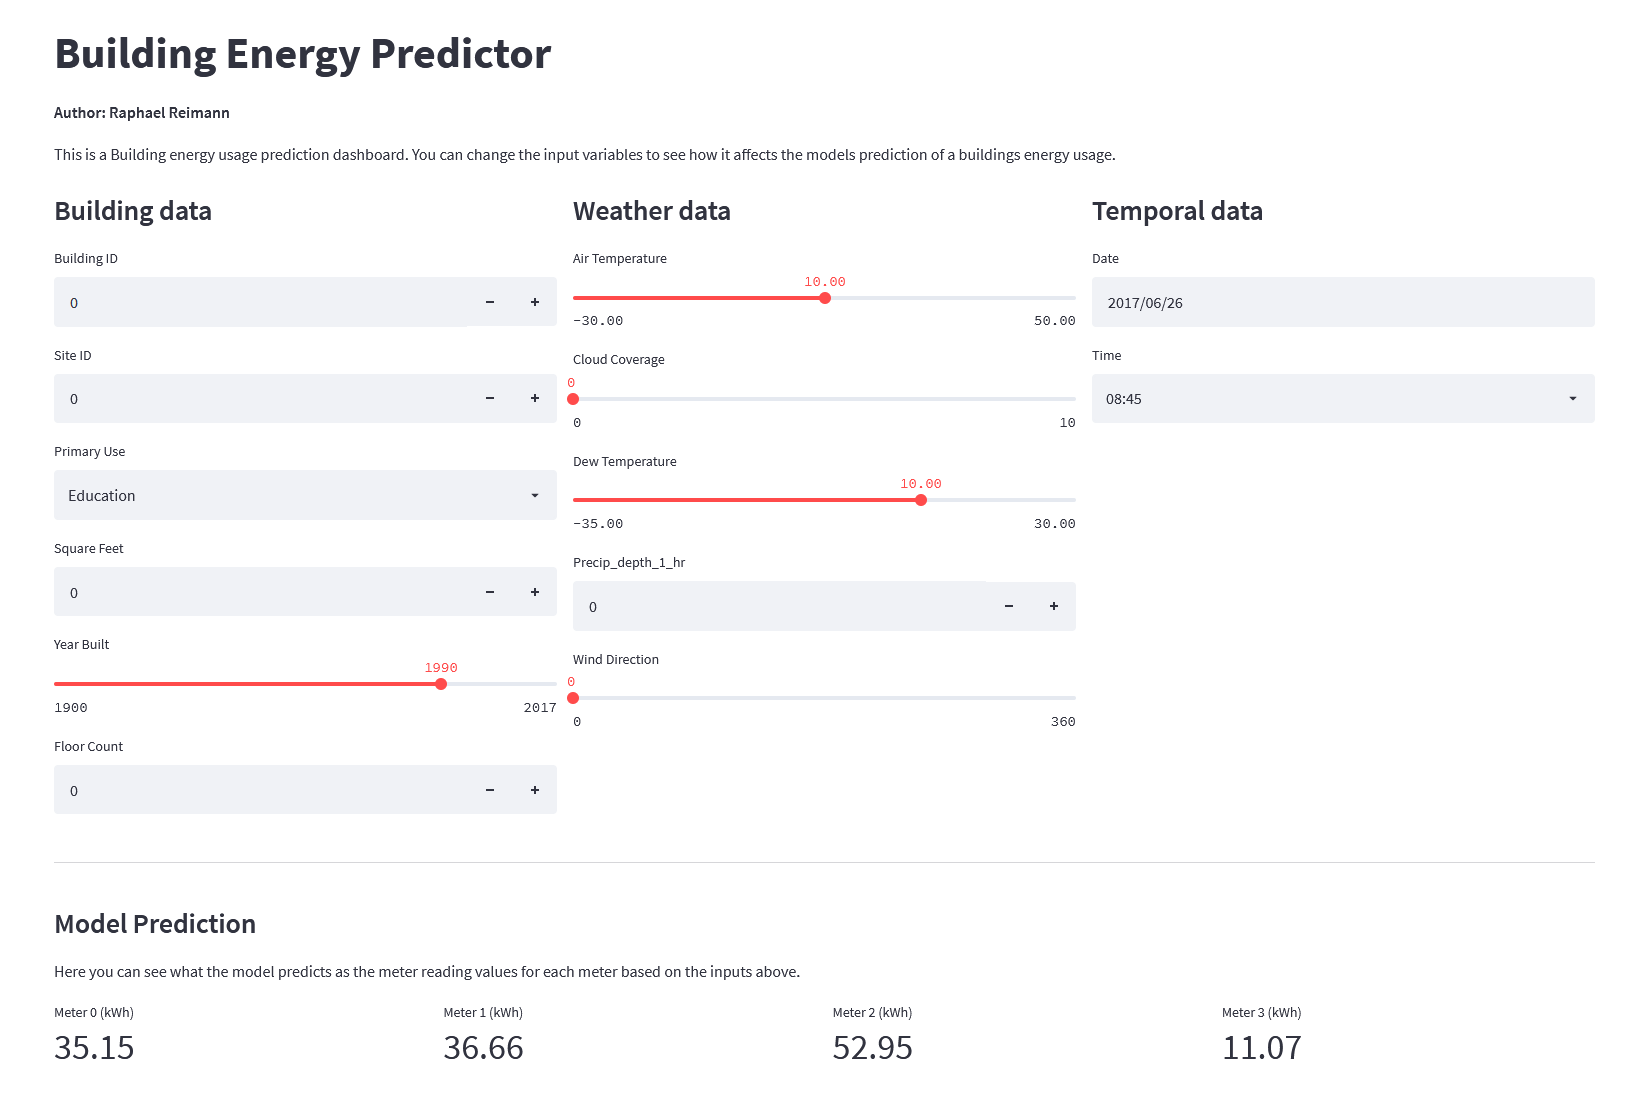 Building Energy Predictor
Author: Raphael Reimann
This is a Building energy usage prediction dashboard. You can change the input variables to see how it affects the models prediction of a buildings energy usage.
Building data
Building ID
0
Site ID
0
Primary Use
Education
Square Feet
0
Year Built
1990
1900 2017
Floor Count
0
Weather data
Air Temperature
10.00
-30.00 50.00
Cloud Coverage
0
0 10
Dew Temperature
10.00
-35.00 30.00
Precip_depth_1_hr
0
Wind Direction
0
0 360
Temporal data
Date
2017/06/26
Time
08:45
Model Prediction
Here you can see what the model predicts as the meter reading values for each meter based on the inputs above.
Meter 0 (kWh)
35.15
Meter 1 (kWh)
36.66
Meter 2 (kWh)
52.95
Meter 3 (kWh)
11.07